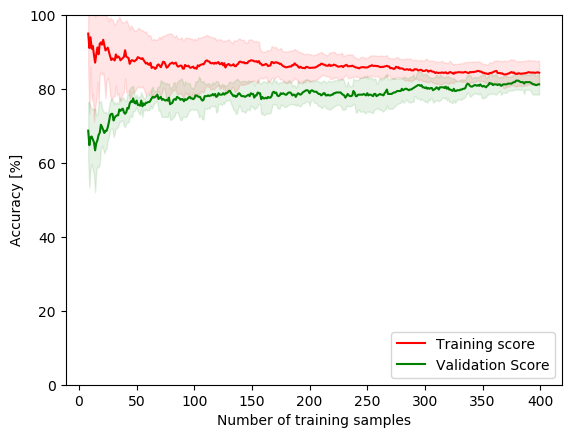 100
80
60
40
20
0
Accuracy [%]
Training score
Validation Score
0 50 100 150 200 250 300 350 400
Number of training samples